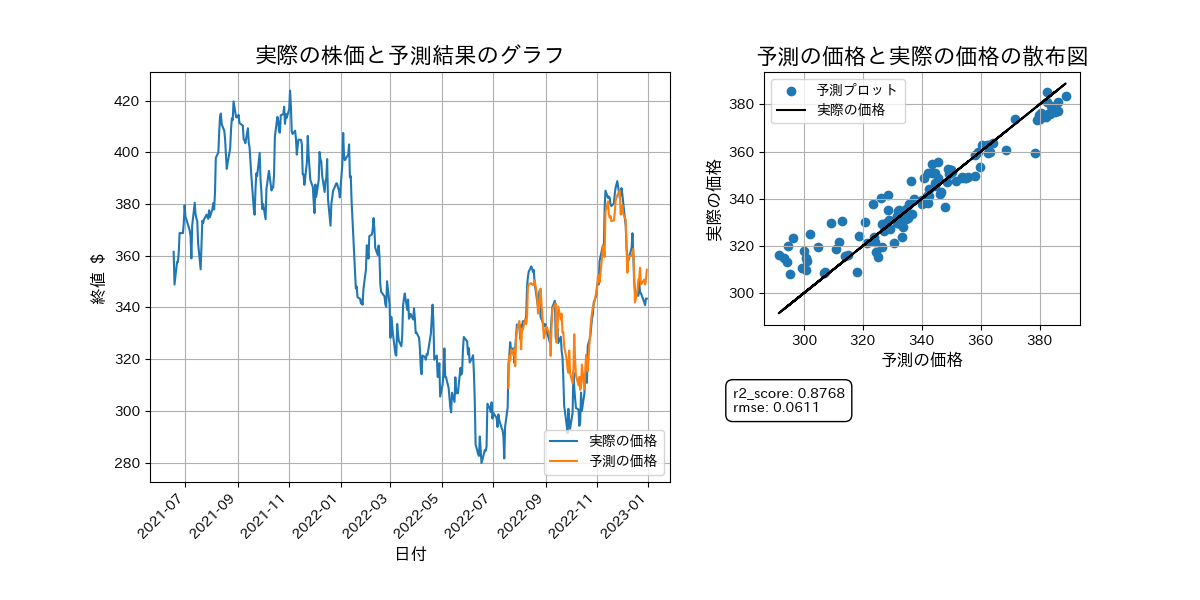 実際の株価と予測結果のグラフ
終値 $
420
400
380
360
340
320
300
280
2021-07
2021-09
2021-11
2022-01
2022-03
2022-05
2022-07
2022-09
2022-11
2023-01
日付
実際の価格
予測の価格
予測の価格と実際の価格の散布図
実際の価格
380
360
340
320
300
300
320
340
360
380
予測の価格
予測プロット
実際の価格
r2_score: 0.8768
rmse: 0.0611